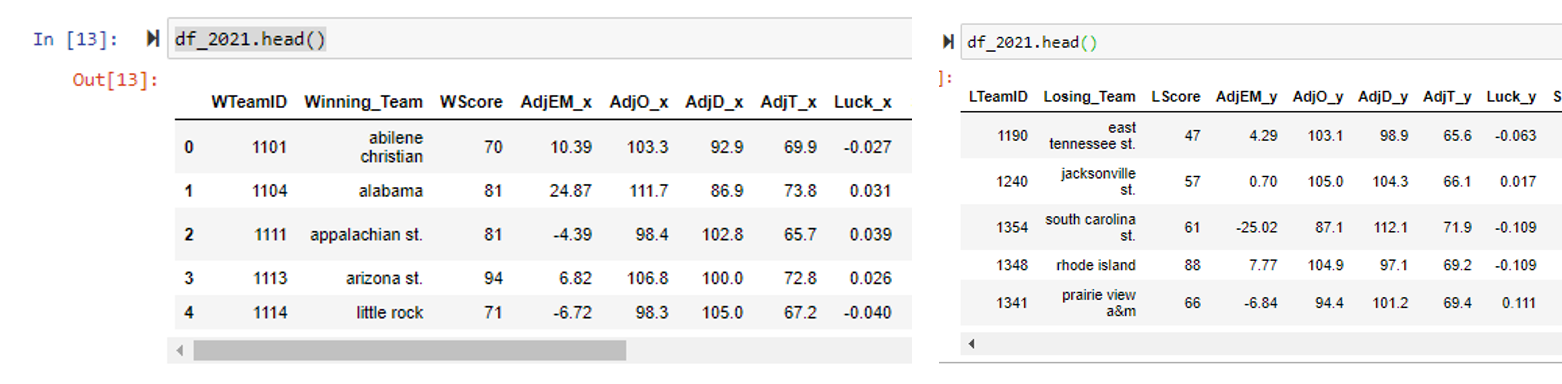 In [13]: df_2021.head()
Out[13]:
WTeamID Winning_Team WScore AdjEM_x AdjO_x AdjD_x AdjT_x Luck_x
0 1101 abilene christian 70 10.39 103.3 92.9 69.9 -0.027
1 1104 alabama 81 24.87 111.7 86.9 73.8 0.031
2 1111 appalachian st. 81 -4.39 98.4 102.8 65.7 0.039
3 1113 arizona st. 94 6.82 106.8 100.0 72.8 0.026
4 1114 little rock 71 -6.72 98.3 105.0 67.2 -0.040
df_2021.head()
]:
LTeamID Losing_Team LScore AdjEM_y AdjO_y AdjD_y AdjT_y Luck_y S
1190 east tennessee st. 47 4.29 103.1 98.9 65.6 -0.063
1240 jacksonville st. 57 0.70 105.0 104.3 66.1 0.017
1354 south carolina st. 61 -25.02 87.1 112.1 71.9 -0.109
1348 rhode island 88 7.77 104.9 97.1 69.2 -0.109
1341 prairie view a&m 66 -6.84 94.4 101.2 69.4 0.111